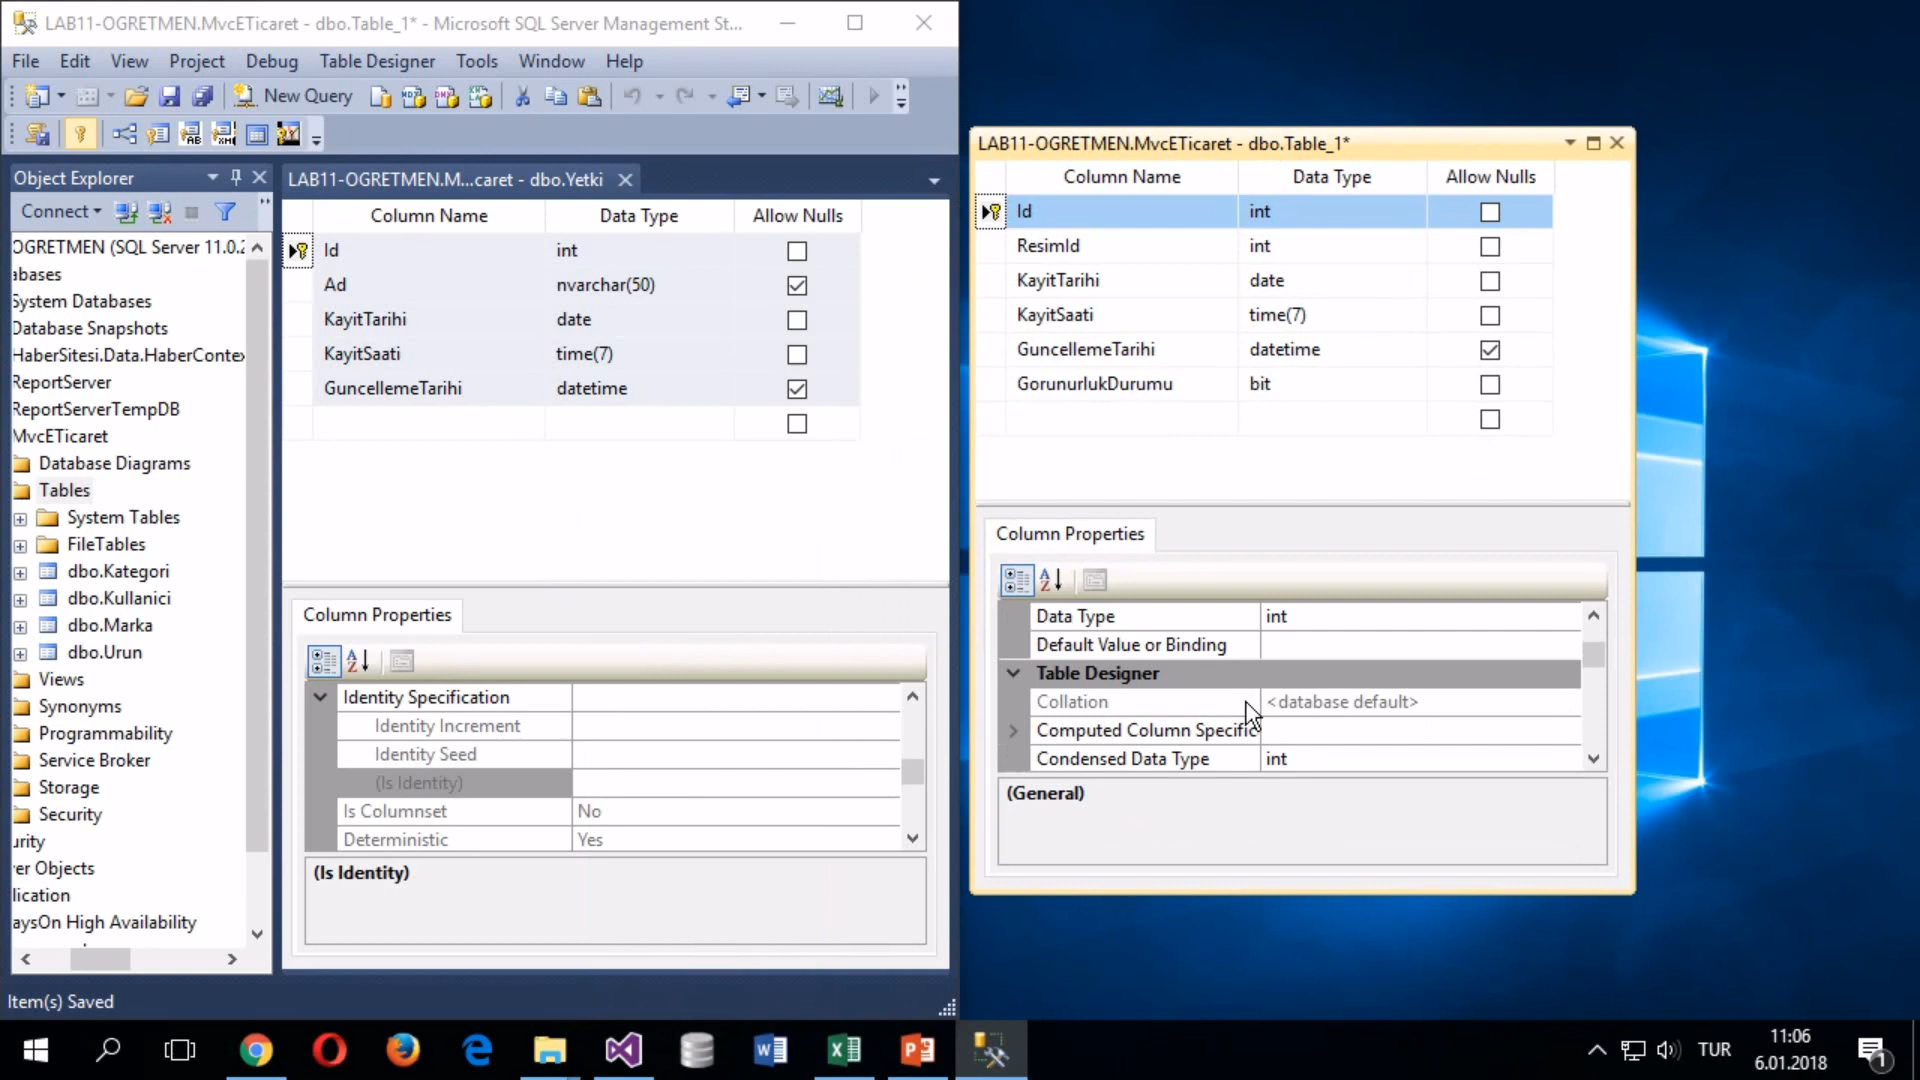 LAB11-OGRETMEN.MvcETicaret - dbo.Table_1* - Microsoft SQL Server Management St...
File Edit View Project Debug Table Designer Tools Window Help
New Query
Object Explorer
Connect
OGRETMEN (SQL Server 11.0.2
abases
System Databases
Database Snapshots
HaberSitesi.Data.HaberContex
ReportServer
ReportServerTempDB
MvcETicaret
Database Diagrams
Tables
System Tables
FileTables
dbo.Kategori
dbo.Kullanici
dbo.Marka
dbo.Urun
Views
Synonyms
Programmability
Service Broker
Storage
Security
urity
er Objects
lication
aysOn High Availability
LAB11-OGRETMEN.M...caret - dbo.Yetki
Column Name Data Type Allow Nulls
Id int
Ad nvarchar(50)
KayitTarihi date
KayitSaati time(7)
GuncellemeTarihi datetime
Column Properties
Identity Specification
Identity Increment
Identity Seed
(Is Identity)
Is Columnset No
Deterministic Yes
(Is Identity)
Item(s) Saved
LAB11-OGRETMEN.MvcETicaret - dbo.Table_1*
Column Name Data Type Allow Nulls
Id int
ResimId int
KayitTarihi date
KayitSaati time(7)
GuncellemeTarihi datetime
GorunurlukDurumu bit
Column Properties
Data Type int
Default Value or Binding
Table Designer
Collation <database default>
Computed Column Specific
Condensed Data Type int
(General)
TUR
11:06
6.01.2018
1